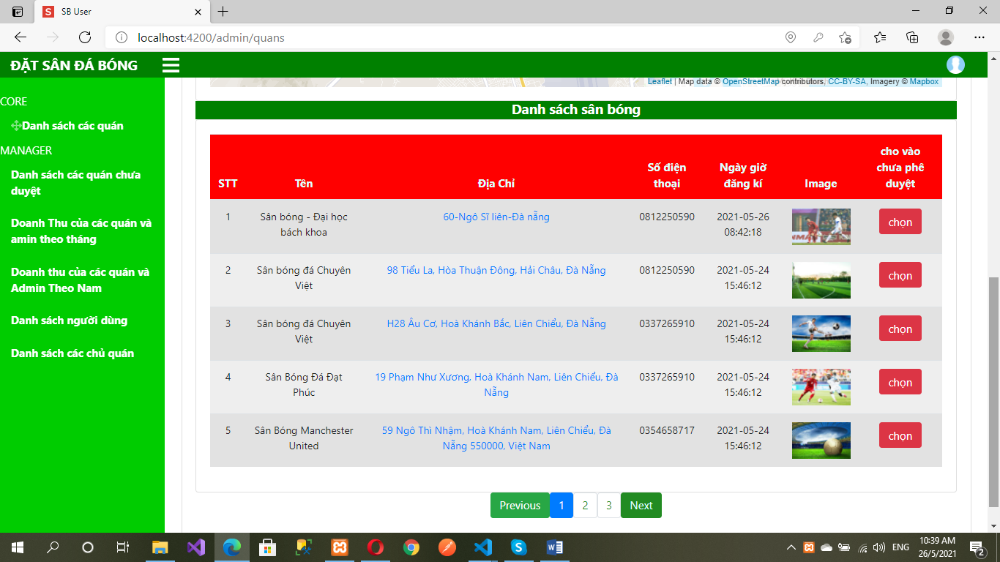 SB User
localhost:4200/admin/quans
ĐẶT SÂN ĐÁ BÓNG
Leaflet | Map data © OpenStreetMap contributors, CC-BY-SA, Imagery © Mapbox
CORE
Danh sách các quán
MANAGER
Danh sách các quán chưa
duyệt
Doanh Thu của các quán và
amin theo tháng
Doanh thu của các quán và
Admin Theo Nam
Danh sách người dùng
Danh sách các chủ quán
Danh sách sân bóng
STT
Tên
Địa Chỉ
Số điện
thoại
Ngày giờ
đăng kí
Image
cho vào
chưa phê
duyệt
1
Sân bóng - Đại học
bách khoa
60-Ngô Sĩ liên-Đà nẵng
0812250590
2021-05-26
08:42:18
chọn
2
Sân bóng đá Chuyên
Việt
98 Tiểu La, Hòa Thuận Đông, Hải Châu, Đà Nẵng
0812250590
2021-05-24
15:46:12
chọn
3
Sân bóng đá Chuyên
Việt
H28 Âu Cơ, Hoà Khánh Bắc, Liên Chiểu, Đà Nẵng
0337265910
2021-05-24
15:46:12
chọn
4
Sân Bóng Đá Đạt
Phúc
19 Phạm Như Xương, Hoà Khánh Nam, Liên Chiểu, Đà
Nẵng
0337265910
2021-05-24
15:46:12
chọn
5
Sân Bóng Manchester
United
59 Ngô Thì Nhậm, Hoà Khánh Nam, Liên Chiểu, Đà
Nẵng 550000, Việt Nam
0354658717
2021-05-24
15:46:12
chọn
Previous
1
2
3
Next
ENG
10:39 AM
26/5/2021
2